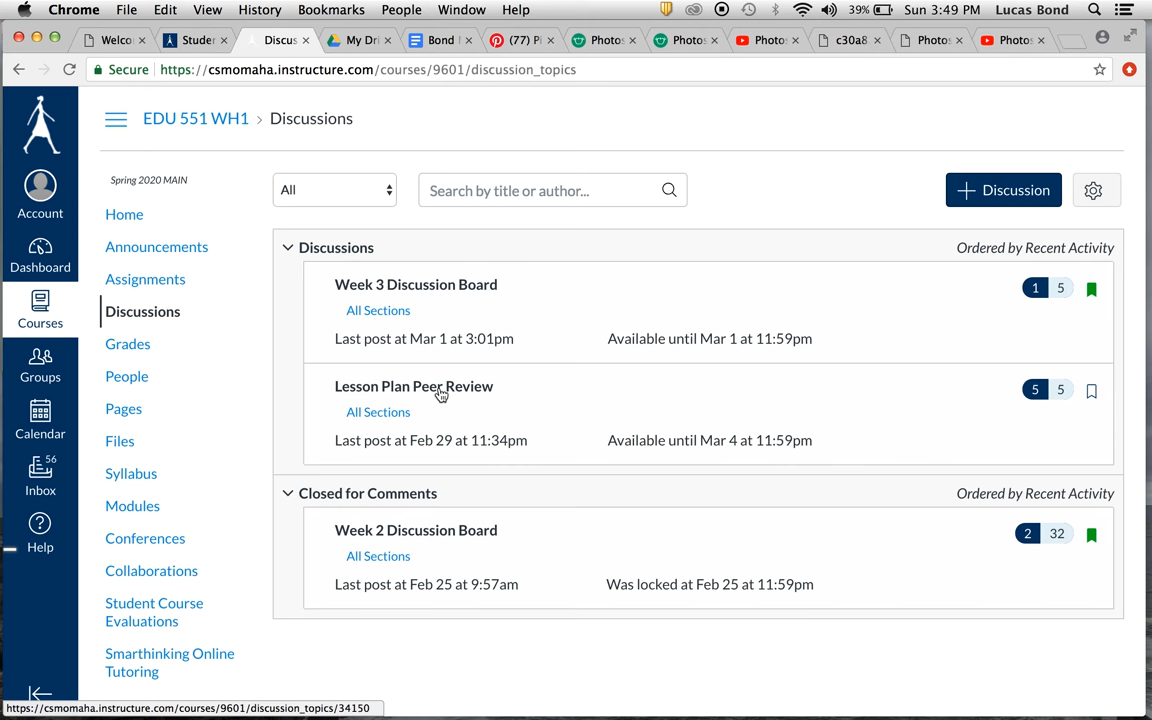 Chrome File Edit View History Bookmarks People Window Help 39% Sun 3:49 PM Lucas Bond
Welco Studer Discus My Dri Bond (77) Pi Photos Photos Photo: c30a8 Photos Photos
Secure https://csmomaha.instructure.com/courses/9601/discussion_topics
EDU 551 WH1 > Discussions
Spring 2020 MAIN
Home
Announcements
Assignments
Discussions
Grades
People
Pages
Files
Syllabus
Modules
Conferences
Collaborations
Student Course
Evaluations
Smarthinking Online
Tutoring
Account
Dashboard
Courses
Groups
Calendar
56
Inbox
Help
All
Search by title or author...
+ Discussion
Discussions Ordered by Recent Activity
Week 3 Discussion Board 1 5
All Sections
Last post at Mar 1 at 3:01pm Available until Mar 1 at 11:59pm
Lesson Plan Peer Review 5 5
All Sections
Last post at Feb 29 at 11:34pm Available until Mar 4 at 11:59pm
Closed for Comments Ordered by Recent Activity
Week 2 Discussion Board 2 32
All Sections
Last post at Feb 25 at 9:57am Was locked at Feb 25 at 11:59pm
https://csmomaha.instructure.com/courses/9601/discussion_topics/34150